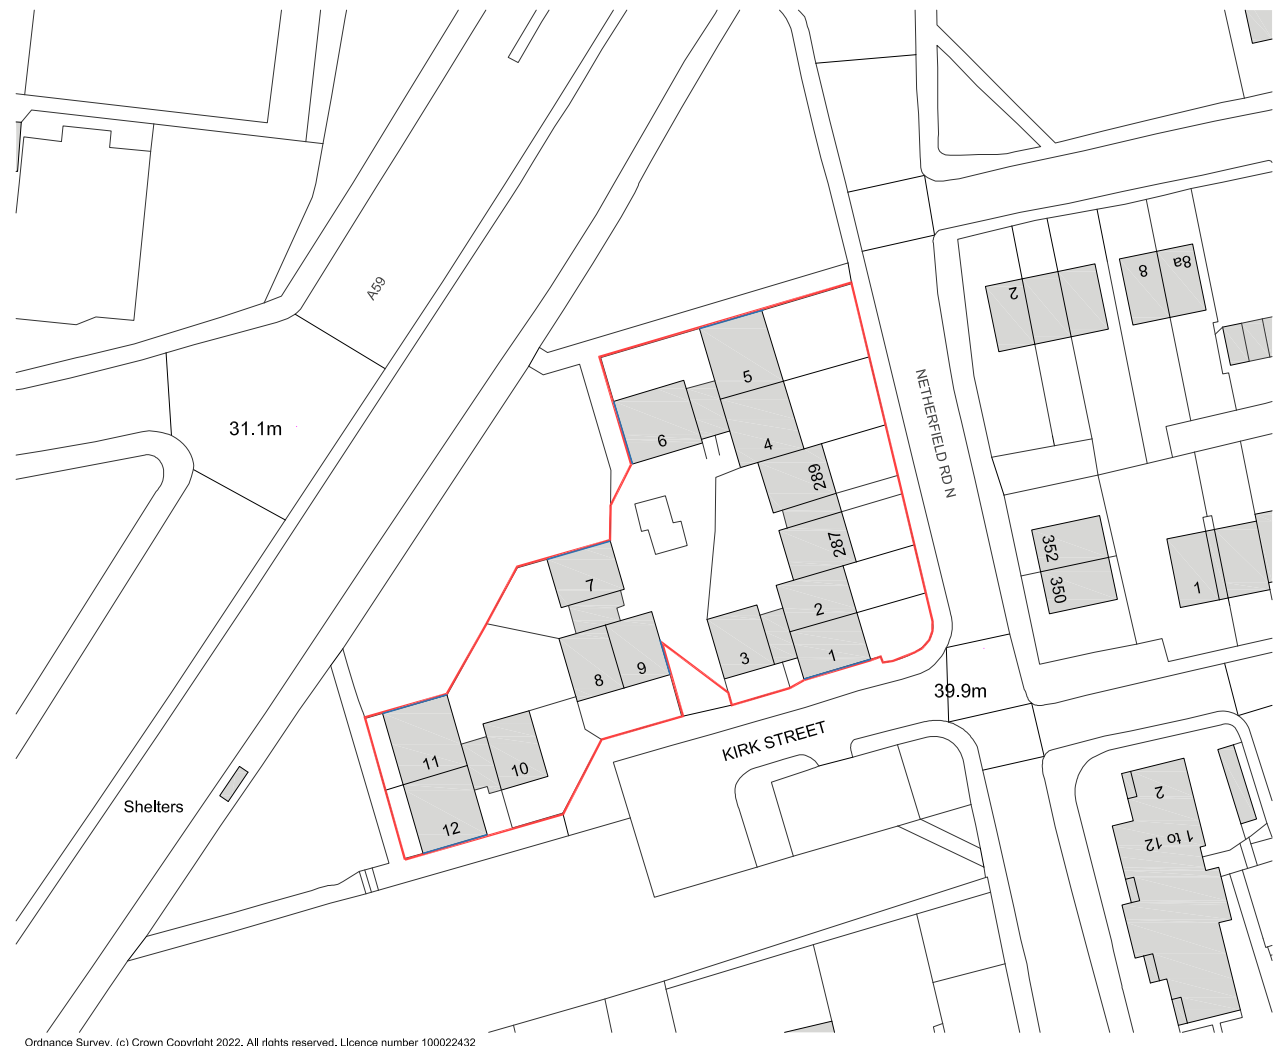 A59
8a
8
2
31.1m
NETHERFIELD RD N
5
6
4
289
287
352
350
1
7
2
3
1
9
8
39.9m
KIRK STREET
11
10
12
Shelters
2
1 to 12
Ordnance Survey, (c) Crown Copyright 2022. All rights reserved. Licence number 100022432